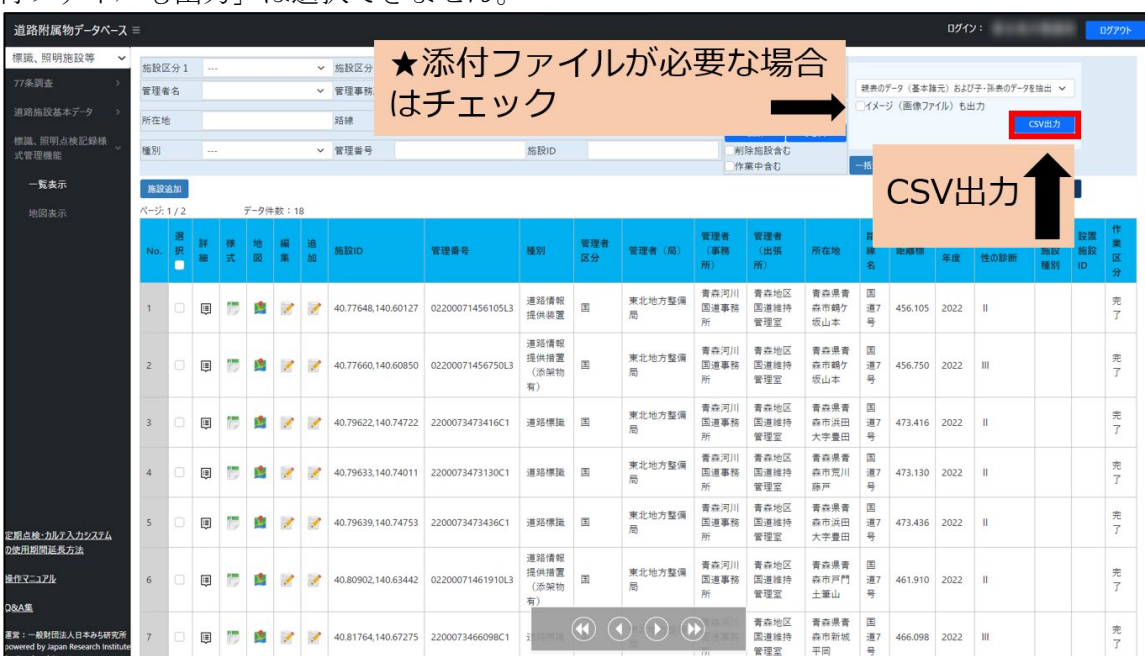 付ファイルも出力」は選択できません。
道路附属物データベース
ログイン：
ログアウト
標識、照明施設等
77条調査
道路施設基本データ
標識、照明点検記録様
式管理機能
一覧表示
地図表示
定期点検・カルテ入力システム
の使用期間延長方法
操作マニュアル
Q&A集
運営：一般財団法人日本みち研究所
powered by Japan Research Institute
施設区分1 --- 施設区分
管理者名 管理事務
所在地 路線
種別 --- 管理番号 施設ID
削除施設含む
作業中含む
★添付ファイルが必要な場合
はチェック
親表のデータ（基本諸元）および子・孫表のデータを抽出
イメージ（画像ファイル）も出力
CSV出力
CSV出力
施設追加
ページ: 1 / 2 データ件数：18
No. 選択 詳細 様式 地図 編集 追加 施設ID 管理番号 種別 管理者区分 管理者（局） 管理者（事務所） 管理者（出張所） 所在地 年度 性の診断 種別 設置施設ID 作業区分
1 40.77648,140.60127 02200071456105L3 道路情報提供装置 国 東北地方整備局 青森河川国道事務所 青森地区国道維持管理室 青森県青森市鶴ケ坂山本 国道7号 456.105 2022 II 完了
2 40.77660,140.60850 02200071456750L3 道路情報提供措置（添架物有） 国 東北地方整備局 青森河川国道事務所 青森地区国道維持管理室 青森県青森市鶴ケ坂山本 国道7号 456.750 2022 III 完了
3 40.79622,140.74722 2200073473416C1 道路標識 国 東北地方整備局 青森河川国道事務所 青森地区国道維持管理室 青森県青森市浜田大字豊田 国道7号 473.416 2022 II 完了
4 40.79633,140.74011 2200073473130C1 道路標識 国 東北地方整備局 青森河川国道事務所 青森地区国道維持管理室 青森県青森市荒川藤戸 国道7号 473.130 2022 II 完了
5 40.79639,140.74753 2200073473436C1 道路標識 国 東北地方整備局 青森河川国道事務所 青森地区国道維持管理室 青森県青森市浜田大字豊田 国道7号 473.436 2022 II 完了
6 40.80902,140.63442 02200071461910L3 道路情報提供措置（添架物有） 国 東北地方整備局 青森河川国道事務所 青森地区国道維持管理室 青森県青森市戸門土筆山 国道7号 461.910 2022 II 完了
7 40.81764,140.67275 2200073466098C1 青森地区国道維持管理室 青森県青森市新城平岡 国道7号 466.098 2022 III 完了